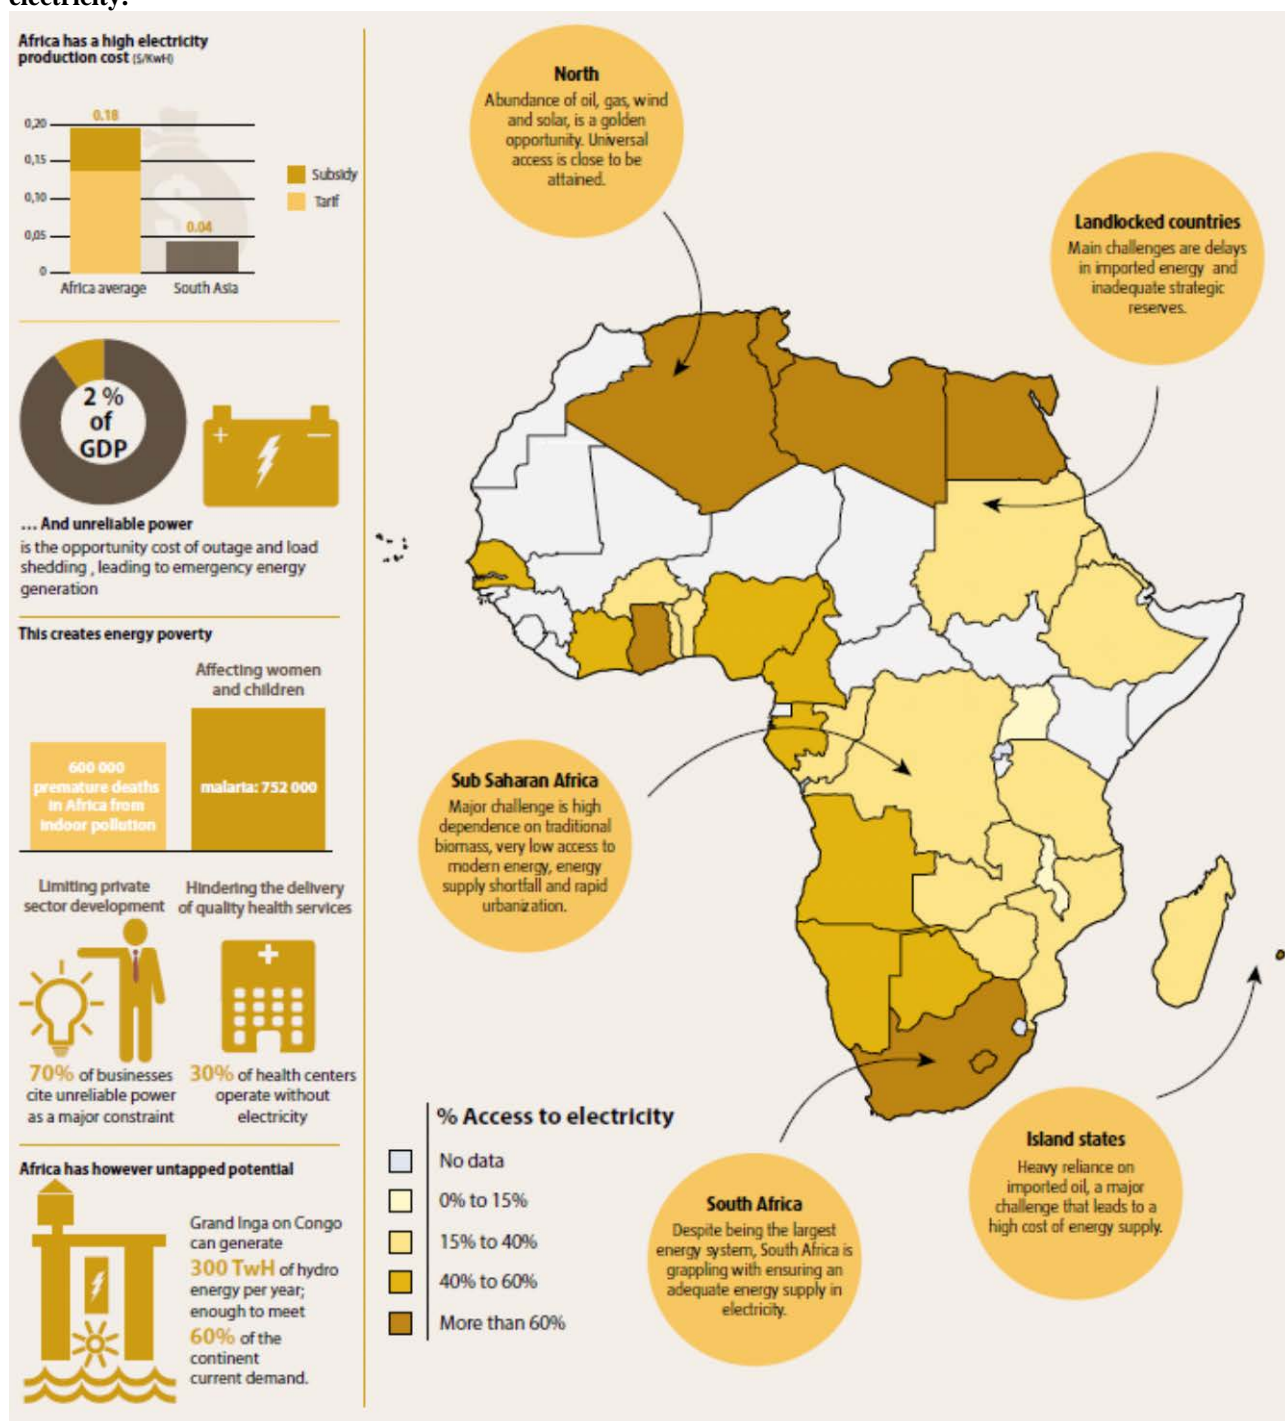 electricity.
Africa has a high electricity
production cost ($/KwH)
0.18
0,20
0,15
0,10
0,05
0
0.04
Africa average
South Asia
Subsidy
Tarif
2 %
of
GDP
+ –
... And unreliable power
is the opportunity cost of outage and load
shedding , leading to emergency energy
generation
This creates energy poverty
Affecting women
and children
600 000
premature deaths
in Africa from
indoor pollution
malarta: 752 000
Limiting private
sector development
Hindering the delivery
of quality health services
70% of businesses
cite unreliable power
as a major constraint
30% of health centers
operate without
electricity
Africa has however untapped potential
Grand Inga on Congo
can generate
300 TwH of hydro
energy per year;
enough to meet
60% of the
continent
current demand.
North
Abundance of oil, gas, wind
and solar, is a golden
opportunity. Universal
access is close to be
attained.
Landlocked countries
Main challenges are delays
in imported energy and
inadequate strategic
reserves.
Sub Saharan Africa
Major challenge is high
dependence on traditional
biomass, very low access to
modern energy, energy
supply shortfall and rapid
urbanization.
% Access to electricity
No data
0% to 15%
15% to 40%
40% to 60%
More than 60%
South Africa
Despite being the largest
energy system, South Africa is
grappling with ensuring an
adequate energy supply in
electricity.
Island states
Heavy reliance on
imported oil, a major
challenge that leads to a
high cost of energy supply.